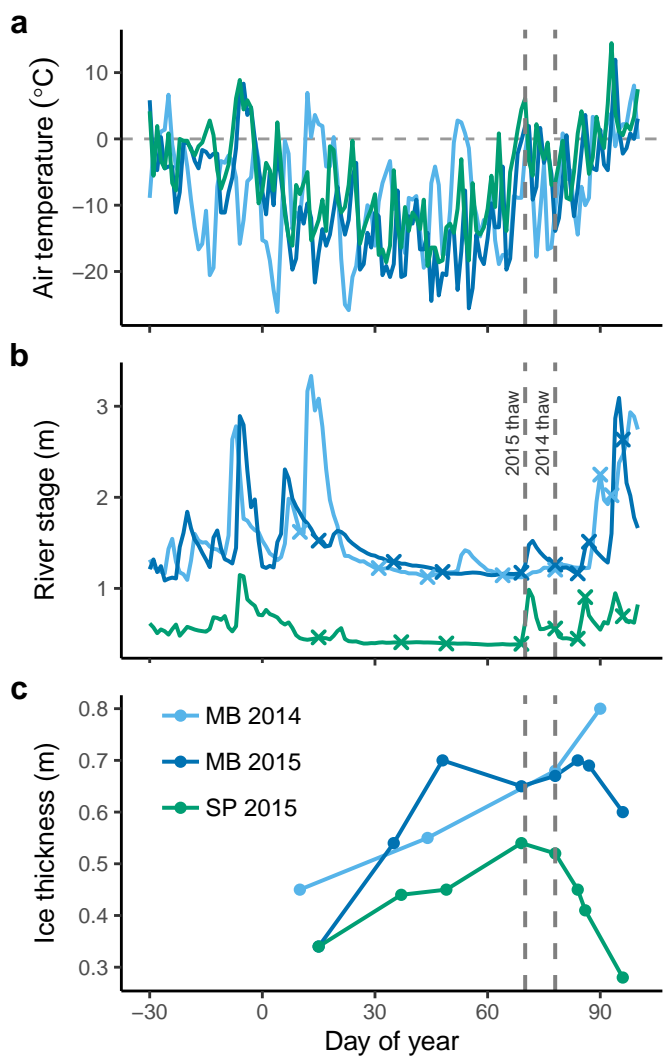 a
Air temperature (°C)
10
0
−10
−20
b
River stage (m)
3
2
1
2015 thaw
2014 thaw
c
Ice thickness (m)
0.8
0.7
0.6
0.5
0.4
0.3
MB 2014
MB 2015
SP 2015
−30
0
30
60
90
Day of year